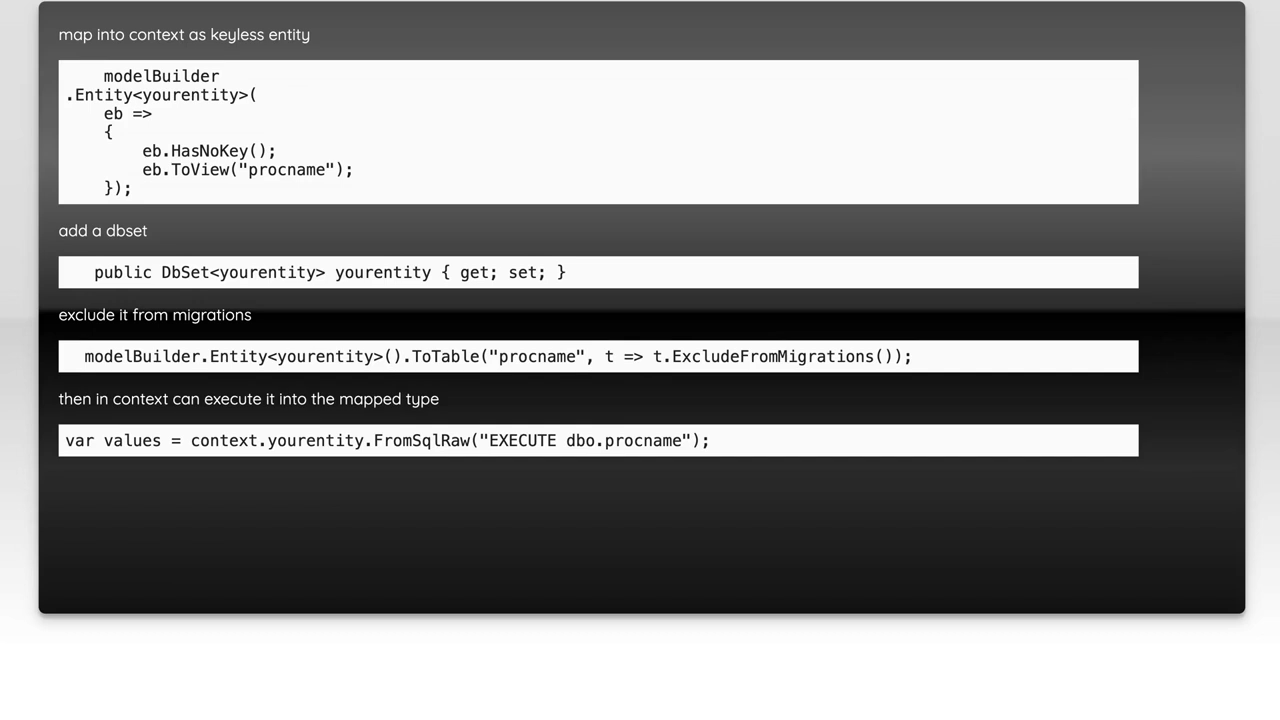 map into context as keyless entity
    modelBuilder
.Entity<yourentity>(
    eb =>
    {
        eb.HasNoKey();
        eb.ToView("procname");
    });
add a dbset
   public DbSet<yourentity> yourentity { get; set; }
exclude it from migrations
  modelBuilder.Entity<yourentity>().ToTable("procname", t => t.ExcludeFromMigrations());
then in context can execute it into the mapped type
var values = context.yourentity.FromSqlRaw("EXECUTE dbo.procname");